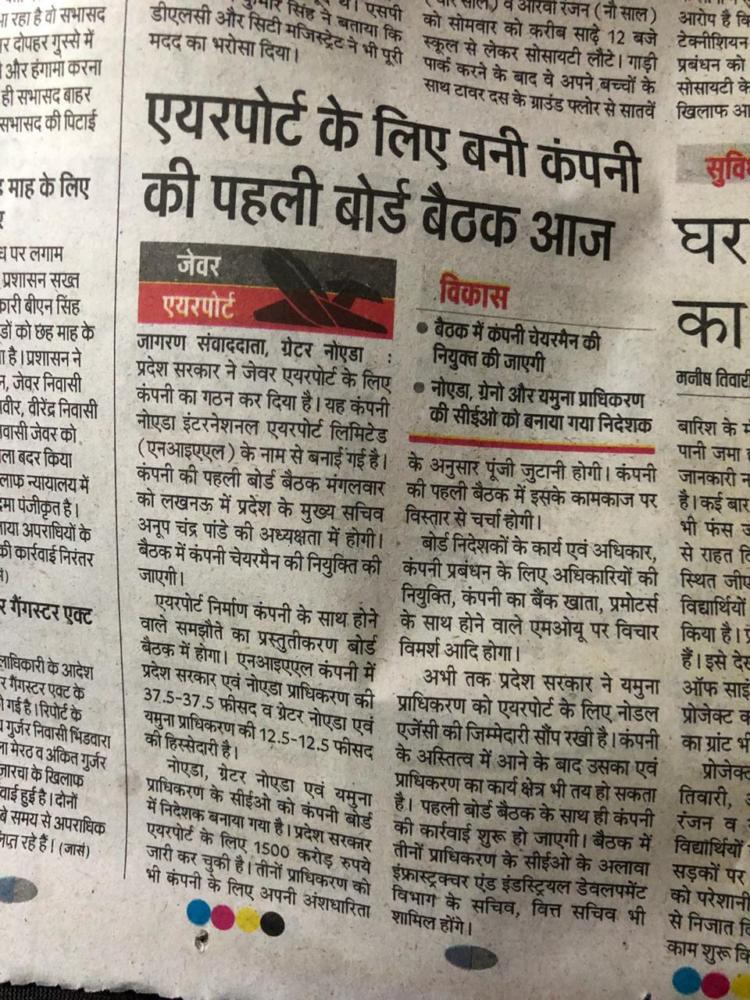 ा रहा है वो सभासद
र दोपहर गुस्से में
और हंगामा करना
ही सभासद बाहर
सभासद की पिटाई
माह के लिए
ध पर लगाम
प्रशासन सख्त
कारी बीएन सिंह
डों को छह माह के
ा है। प्रशासन ने
न, जेवर निवासी
वीर, वीरेंद्र निवासी
वासी जेवर को
ला बदर किया
लाफ न्यायालय में
दमा पंजीकृत है।
ाया अपराधियों के
की कार्रवाई निरंतर
र गैंगस्टर एक्ट
लाधिकारी के आदेश
र गैंगस्टर एक्ट के
गई है। रिपोर्ट के
गुर्जर निवासी भिंडवारा
ा मेरठ व अंकित गुर्जर
जारचा के खिलाफ
वाई हुई है। दोनों
बे समय से अपराधिक
लिप्त रहे हैं। (जासं)
सिंह ने बताया कि
डीएलसी और सिटी मजिस्ट्रेट ने भी पूरी
मदद का भरोसा दिया।
व आरवी रंजन (नौ साल)
को सोमवार को करीब साढ़े 12 बजे
स्कूल से लेकर सोसायटी लौटे। गाड़ी
पार्क करने के बाद वे अपने बच्चों के
साथ टावर दस के ग्राउंड फ्लोर से सातवें
एयरपोर्ट के लिए बनी कंपनी
की पहली बोर्ड बैठक आज
जेवर
एयरपोर्ट
जागरण संवाददाता, ग्रेटर नोएडा :
प्रदेश सरकार ने जेवर एयरपोर्ट के लिए
कंपनी का गठन कर दिया है। यह कंपनी
नोएडा इंटरनेशनल एयरपोर्ट लिमिटेड
(एनआइएएल) के नाम से बनाई गई है।
कंपनी की पहली बोर्ड बैठक मंगलवार
को लखनऊ में प्रदेश के मुख्य सचिव
अनूप चंद्र पांडे की अध्यक्षता में होगी।
बैठक में कंपनी चेयरमैन की नियुक्ति की
जाएगी।
एयरपोर्ट निर्माण कंपनी के साथ होने
वाले समझौते का प्रस्तुतीकरण बोर्ड
बैठक में होगा। एनआइएएल कंपनी में
प्रदेश सरकार एवं नोएडा प्राधिकरण की
37.5-37.5 फीसद व ग्रेटर नोएडा एवं
यमुना प्राधिकरण की 12.5-12.5 फीसद
की हिस्सेदारी है।
नोएडा, ग्रेटर नोएडा एवं यमुना
प्राधिकरण के सीईओ को कंपनी बोर्ड
में निदेशक बनाया गया है। प्रदेश सरकार
एयरपोर्ट के लिए 1500 करोड़ रुपये
जारी कर चुकी है। तीनों प्राधिकरण को
भी कंपनी के लिए अपनी अंशधारिता
विकास
● बैठक में कंपनी चेयरमैन की
नियुक्त की जाएगी
● नोएडा, ग्रेनो और यमुना प्राधिकरण
की सीईओ को बनाया गया निदेशक
के अनुसार पूंजी जुटानी होगी। कंपनी
की पहली बैठक में इसके कामकाज पर
विस्तार से चर्चा होगी।
बोर्ड निदेशकों के कार्य एवं अधिकार,
कंपनी प्रबंधन के लिए अधिकारियों की
नियुक्ति, कंपनी का बैंक खाता, प्रमोटर्स
के साथ होने वाले एमओयू पर विचार
विमर्श आदि होगा।
अभी तक प्रदेश सरकार ने यमुना
प्राधिकरण को एयरपोर्ट के लिए नोडल
एजेंसी की जिम्मेदारी सौंप रखी है। कंपनी
के अस्तित्व में आने के बाद उसका एवं
प्राधिकरण का कार्य क्षेत्र भी तय हो सकता
है। पहली बोर्ड बैठक के साथ ही कंपनी
की कार्रवाई शुरू हो जाएगी। बैठक में
तीनों प्राधिकरण के सीईओ के अलावा
इंफ्रास्ट्रक्चर एंड इंडस्ट्रियल डेवलपमेंट
विभाग के सचिव, वित्त सचिव भी
शामिल होंगे।
आरोप है कि
टेक्नीशियन
प्रबंधन को
सोसायटी के
खिलाफ
घर
का
मनीष तिवारी
बारिश के
पानी जमा
जानकारी
है। कई बार
भी फंस
से राहत
स्थित
विद्यार्थियों
किया है।
हैं। इसे
ऑफ
प्रोजेक्ट
का ग्रांट
तिवारी,
रंजन व
विद्यार्थियों
सड़कों पर
को परेशानी
से निजात
काम शुरू